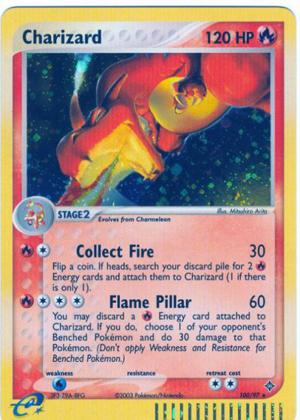 Charizard 120 HP
illus. Mitsuhiro Arita
STAGE2
Evolves from Charmeleon
Collect Fire 30
Flip a coin. If heads, search your discard pile for 2
Energy cards and attach them to Charizard (1 if there
is only 1).
Flame Pillar 60
You may discard a Energy card attached to
Charizard. If you do, choose 1 of your opponent's
Benched Pokémon and do 30 damage to that
Pokémon. (Don't apply Weakness and Resistance for
Benched Pokémon.)
weakness resistance retreat cost
©2003 Pokémon/Nintendo 100/97
e